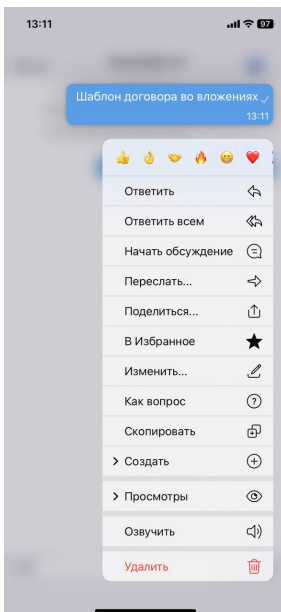 13:11
97
Шаблон договора во вложениях
13:11
Ответить
Ответить всем
Начать обсуждение
Переслать...
Поделиться...
В Избранное
Изменить...
Как вопрос
Скопировать
Создать
Просмотры
Озвучить
Удалить